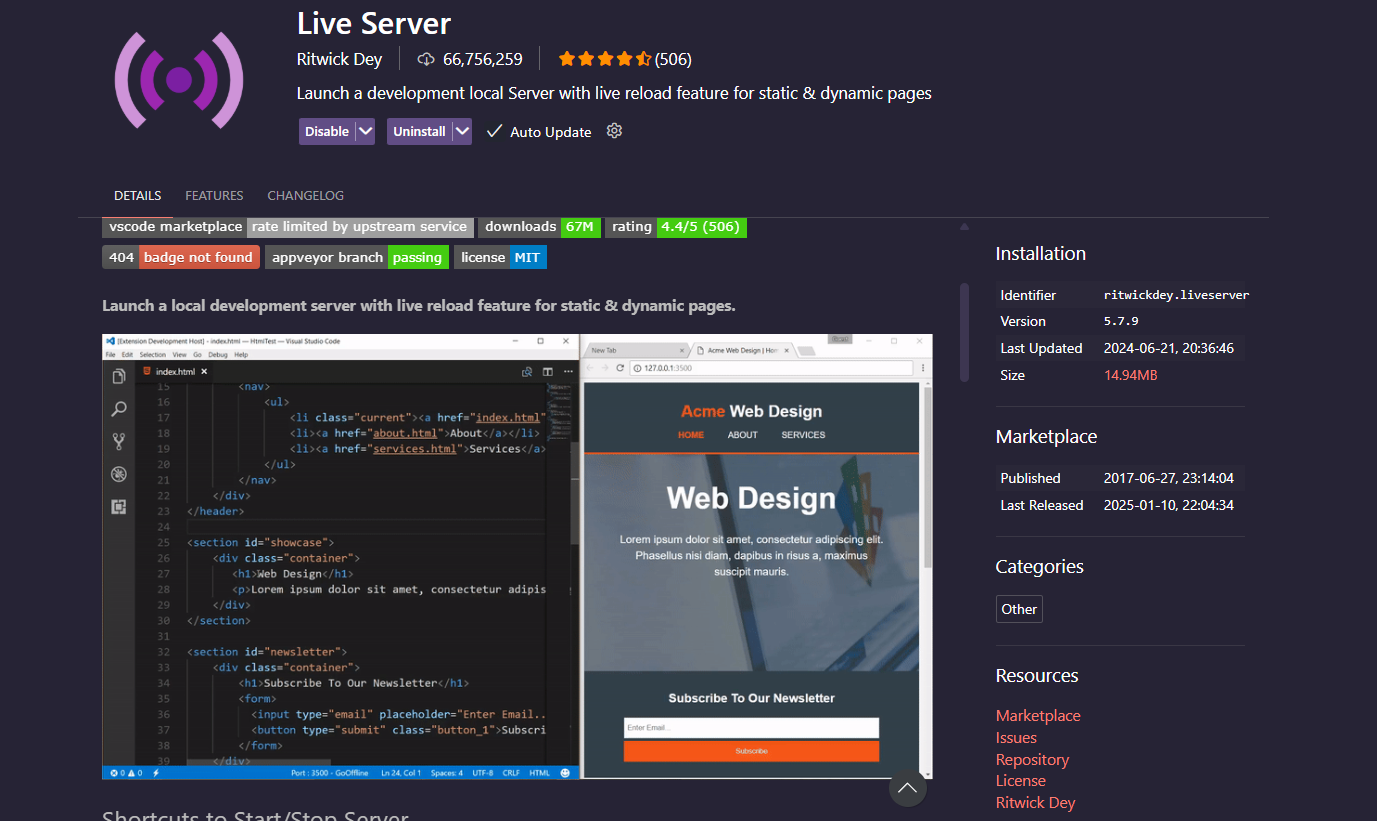 Live Server
Ritwick Dey 66,756,259 (506)
Launch a development local Server with live reload feature for static & dynamic pages
Disable Uninstall Auto Update
DETAILS FEATURES CHANGELOG
vscode marketplace rate limited by upstream service downloads 67M rating 4.4/5 (506)
404 badge not found appveyor branch passing license MIT
Launch a local development server with live reload feature for static & dynamic pages.
[Extension Development Host] - index.html — HtmlTest — Visual Studio Code
File Edit Selection View Go Debug Help
index.html
15 <nav>
16 <ul>
17 <li class="current"><a href="index.html"
18 <li><a href="about.html">About</a></li>
19 <li><a href="services.html">Services</a>
20 </ul>
21 </nav>
22 </div>
23 </header>
24
25 <section id="showcase">
26 <div class="container">
27 <h1>Web Design</h1>
28 <p>Lorem ipsum dolor sit amet, consectetur adipis
29 </div>
30 </section>
31
32 <section id="newsletter">
33 <div class="container">
34 <h1>Subscribe To Our Newsletter</h1>
35 <form>
36 <input type="email" placeholder="Enter Email..
37 <button type="submit" class="button_1">Subscri
38 </form>
39 </div>
0 0 Port : 3500 - GoOffline Ln 24, Col 1 Spaces: 4 UTF-8 CRLF HTML
New Tab Acme Web Design | Hom
127.0.0.1:3500
Acme Web Design
HOME ABOUT SERVICES
Web Design
Lorem ipsum dolor sit amet, consectetur adipiscing elit.
Phasellus nisi diam, dapibus in risus a, maximus
suscipit mauris.
Subscribe To Our Newsletter
Enter Email...
Subscribe
Shortcuts to Start/Stop Server
Installation
Identifier ritwickdey.liveserver
Version 5.7.9
Last Updated 2024-06-21, 20:36:46
Size 14.94MB
Marketplace
Published 2017-06-27, 23:14:04
Last Released 2025-01-10, 22:04:34
Categories
Other
Resources
Marketplace
Issues
Repository
License
Ritwick Dey